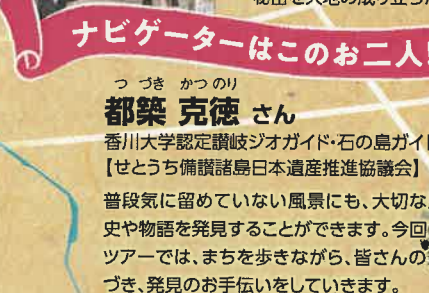 ナビゲーターはこのお二人!
つづき かつのり
都築 克徳 さん
香川大学認定讃岐ジオガイド・石の島ガイド
【せとうち備讃諸島日本遺産推進協議会】
普段気に留めていない風景にも、大切な
史や物語を発見することができます。今回の
ツアーでは、まちを歩きながら、皆さんの
づき、発見のお手伝いをしていきます。